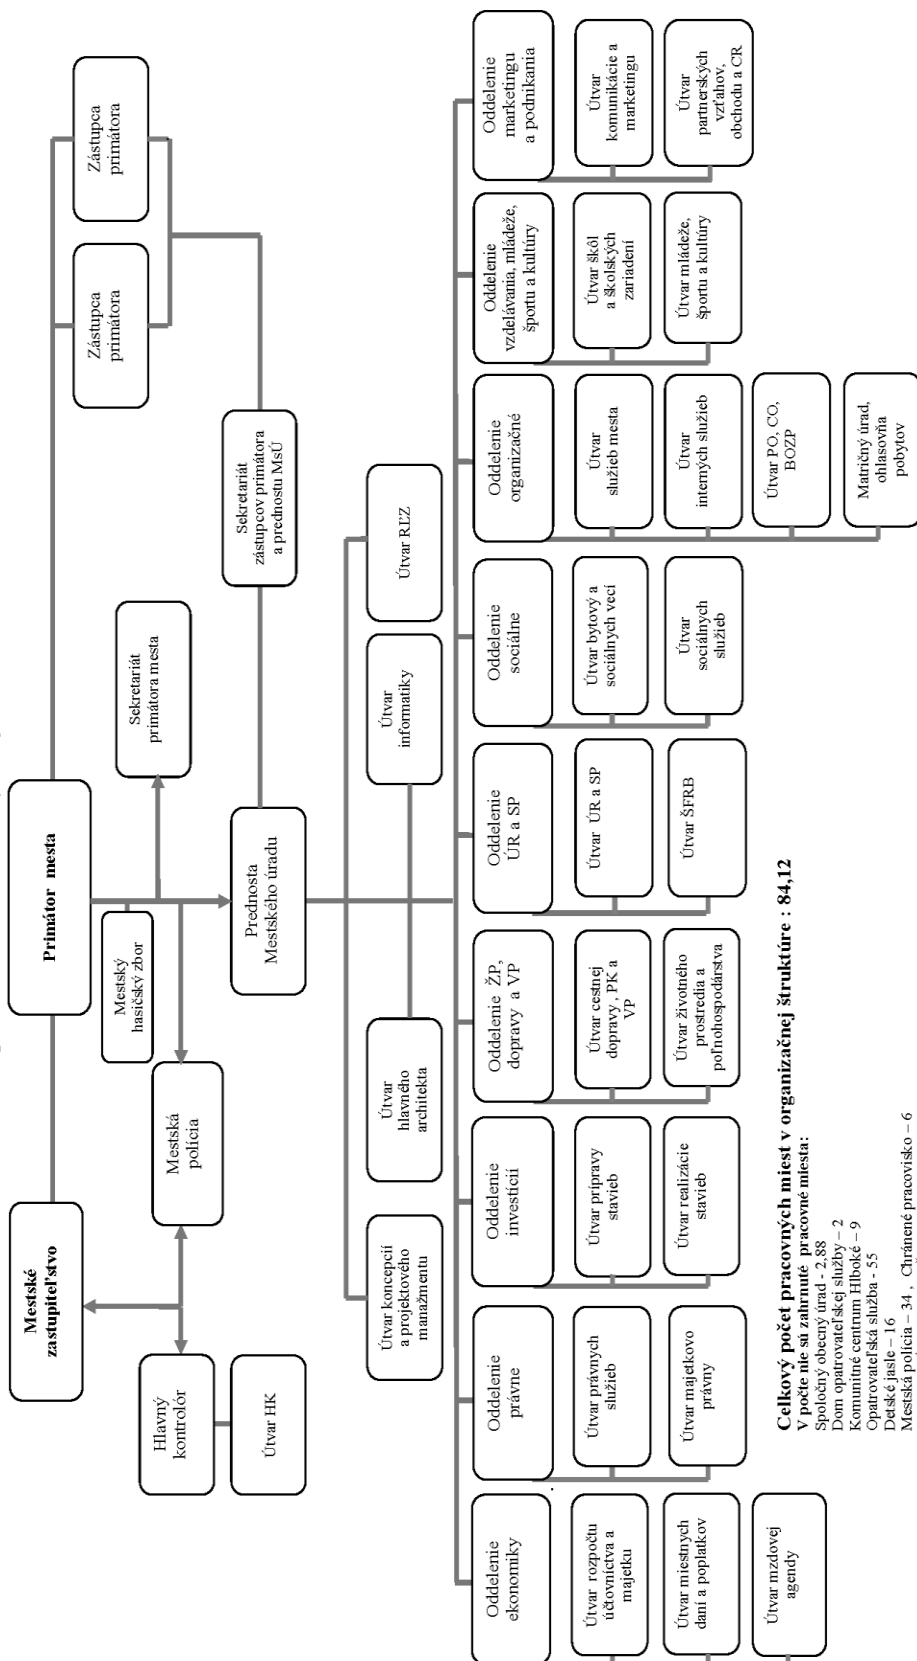 Mestské
zastupiteľstvo
Primátor mesta
Zástupca
primátora
Zástupca
primátora
Mestský
hasičský zbor
Sekretariát
primátora mesta
Hlavný
kontrolór
Útvar HK
Mestská
polícia
Prednosta
Mestského úradu
Sekretariát
zástupcov primátora
a prednostu MsÚ
Útvar koncepcií
a projektového
manažmentu
Útvar
hlavného
architekta
Útvar
informatiky
Útvar RĽZ
Oddelenie
ekonomiky
Útvar rozpočtu
účtovníctva a
majetku
Útvar miestnych
daní a poplatkov
Útvar mzdovej
agendy
Oddelenie
právne
Útvar právnych
služieb
Útvar majetkovo
právny
Oddelenie
investícií
Útvar prípravy
stavieb
Útvar realizácie
stavieb
Oddelenie ŽP,
dopravy a VP
Útvar cestnej
dopravy , PK a
VP
Útvar životného
prostredia a
poľnohospodárstva
Oddelenie
ÚR a SP
Útvar ÚR a SP
Útvar ŠFRB
Oddelenie
sociálne
Útvar bytový a
sociálnych vecí
Útvar
sociálnych
služieb
Oddelenie
organizačné
Útvar
služieb mesta
Útvar
interných služieb
Útvar PO, CO,
BOZP
Matričný úrad,
ohlasovňa
pobytov
Oddelenie
vzdelávania, mládeže,
športu a kultúry
Útvar škôl
a školských
zariadení
Útvar mládeže,
športu a kultúry
Oddelenie
marketingu
a podnikania
Útvar
komunikácie a
marketingu
Útvar
partnerských
vzťahov,
obchodu a CR
Celkový počet pracovných miest v organizačnej štruktúre : 84,12
V počte nie sú zahrnuté pracovné miesta:
Spoločný obecný úrad - 2,88
Dom opatrovateľskej služby – 2
Komunitné centrum Hlboké – 9
Opatrovateľská služba - 55
Detské jasle – 16
Mestská polícia – 34 , Chránené pracovisko – 6